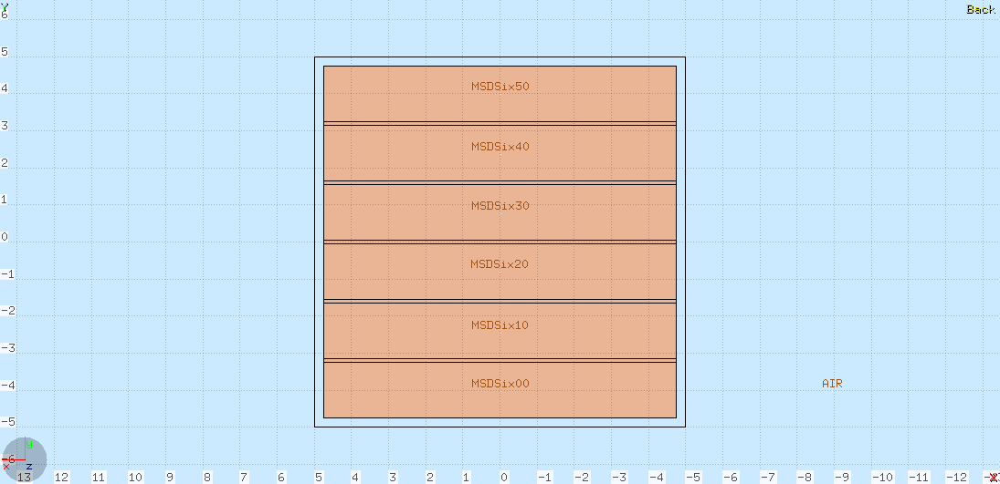 Y
Back
6
5
4
MSDSix50
3
MSDSix40
2
1
MSDSix30
0
-1
MSDSix20
-2
MSDSix10
-3
-4
MSDSix00
AIR
-5
y
-6
x
z
13 12 11 10 9 8 7 6 5 4 3 2 1 0 -1 -2 -3 -4 -5 -6 -7 -8 -9 -10 -11 -12
X